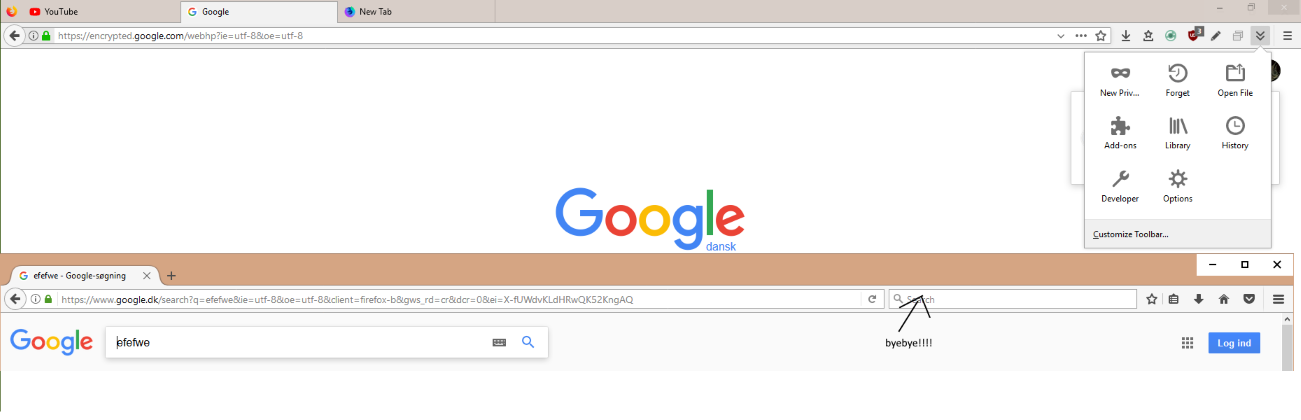 YouTube
Google
New Tab
https://encrypted.google.com/webhp?ie=utf-8&oe=utf-8
3
New Priv...
Forget
Open File
Add-ons
Library
History
Developer
Options
Customize Toolbar...
Google
dansk
efefwe - Google-søgning
https://www.google.dk/search?q=efefwe&ie=utf-8&oe=utf-8&client=firefox-b&gws_rd=cr&dcr=0&ei=X-fUWdvKLdHRwQK52KngAQ
Search
Google
efefwe
byebye!!!!
Log ind